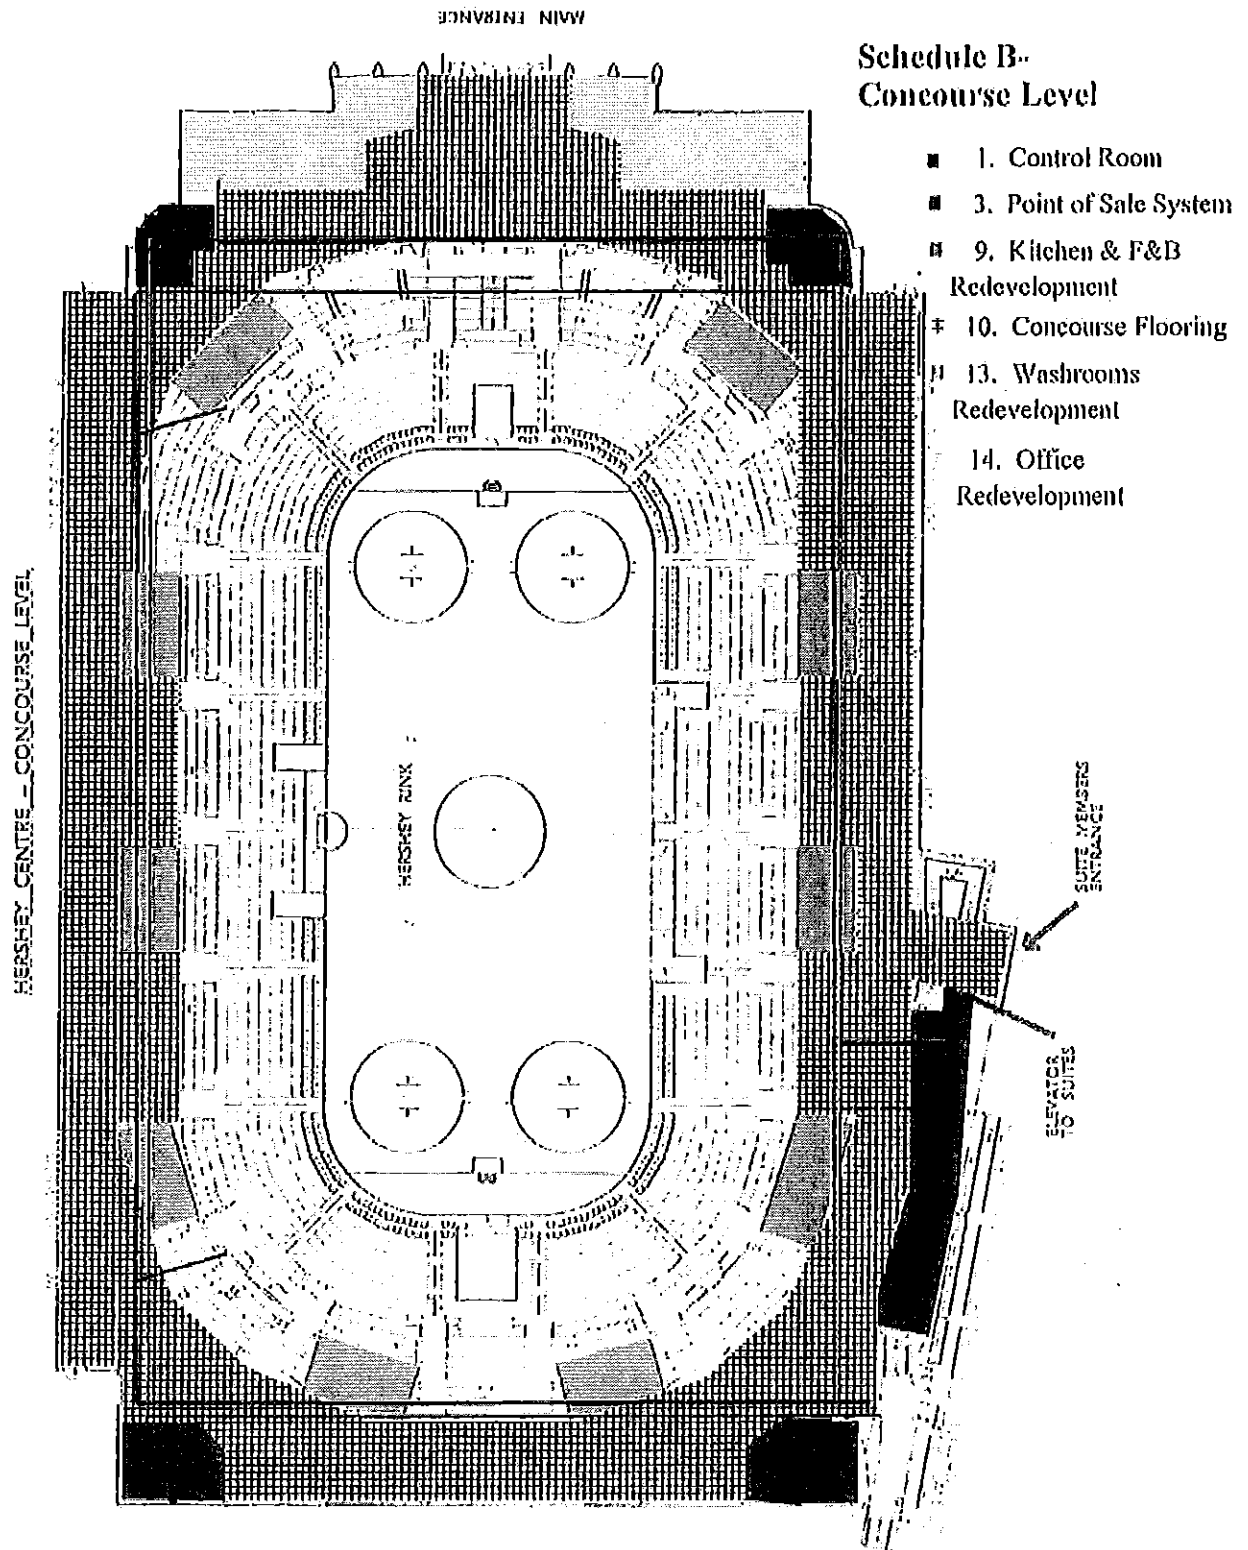 MAIN ENTRANCE
Schedule B-
Concourse Level
1. Control Room
3. Point of Sale System
9. Kitchen & F&B
Redevelopment
10. Concourse Flooring
13. Washrooms
Redevelopment
14. Office
Redevelopment
HERSHEY CENTRE - CONCOURSE LEVEL
HERSHEY RINK
SUITE MEMBERS
ENTRANCE
ELEVATOR
TO SUITES